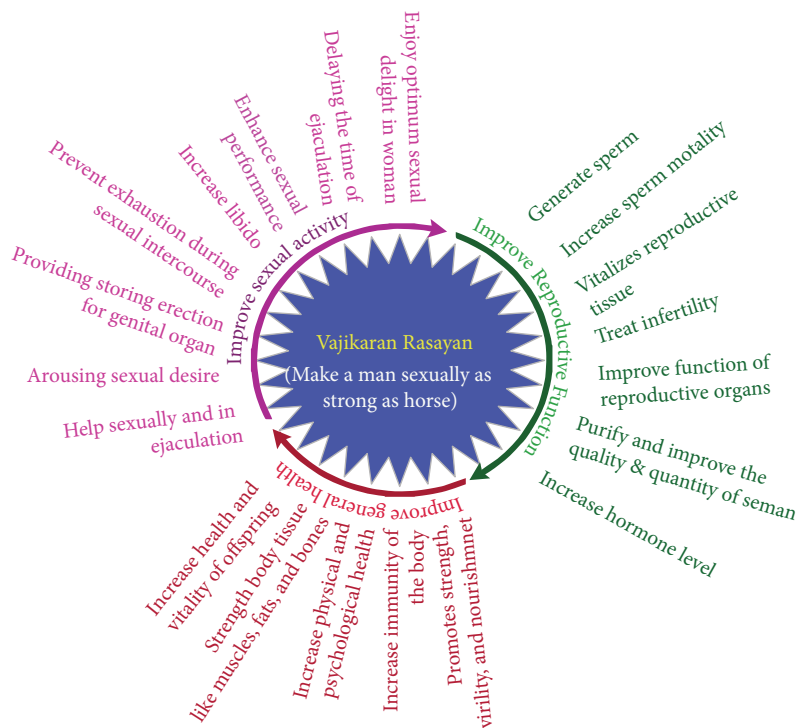 Vajikaran Rasayan
(Make a man sexually as
strong as horse)
Improve sexual activity
Help sexually and in
ejaculation
Arousing sexual desire
Providing storing erection
for genital organ
Prevent exhaustion during
sexual intercourse
Increase libido
Enhance sexual
performance
Delaying the time of
ejaculation
Enjoy optimum sexual
delight in woman
Improve Reproductive Function
Generate sperm
Increase sperm motality
Vitalizes reproductive
tissue
Treat infertility
Improve function of
reproductive organs
Purify and improve the
quality & quantity of seman
Increase hormone level
Improve general health
Increase health and
vitality of offspring
Strength body tissue
like muscles, fats, and bones
Increase physical and
psychological health
Increase immunity of
the body
Promotes strength,
virility, and nourishmnet